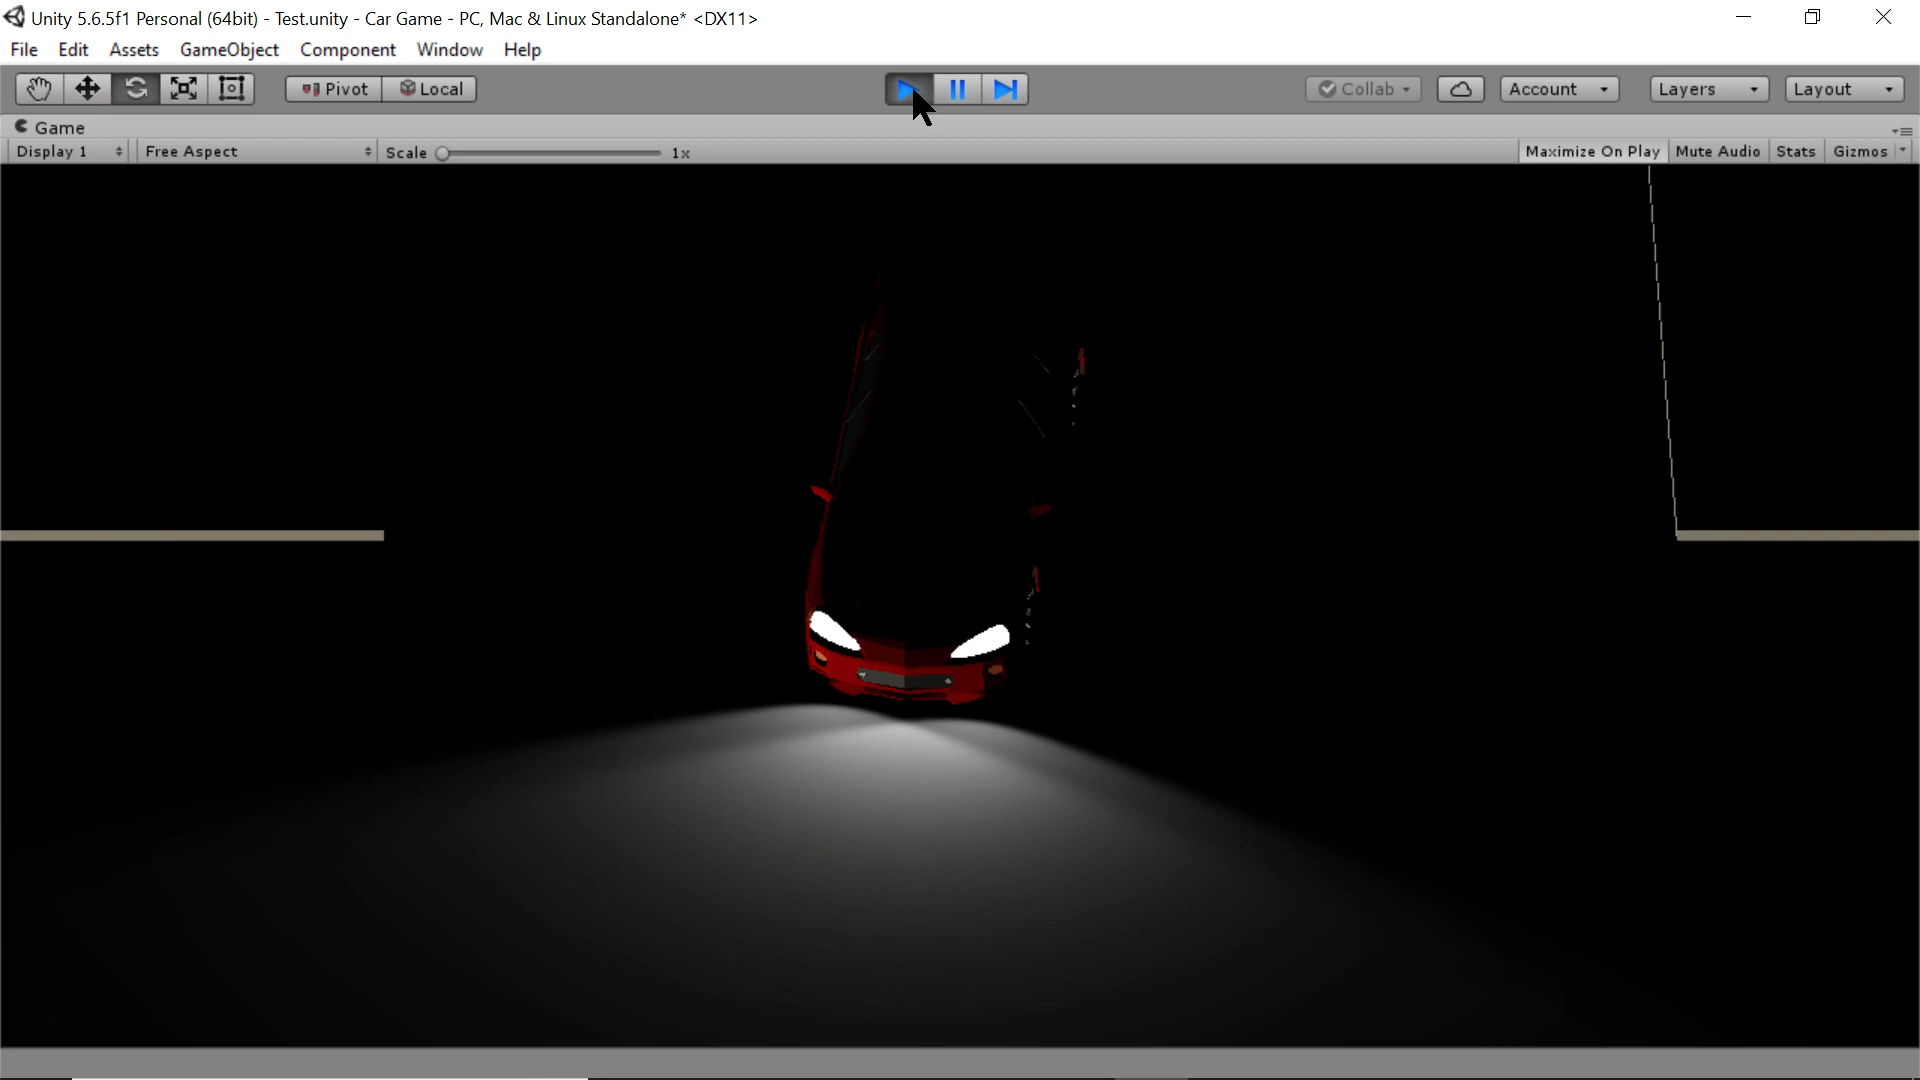 Unity 5.6.5f1 Personal (64bit) - Test.unity - Car Game - PC, Mac & Linux Standalone* <DX11>
File Edit Assets GameObject Component Window Help
Pivot Local Collab Account Layers Layout
Game
Display 1 Free Aspect Scale 1x Maximize On Play Mute Audio Stats Gizmos